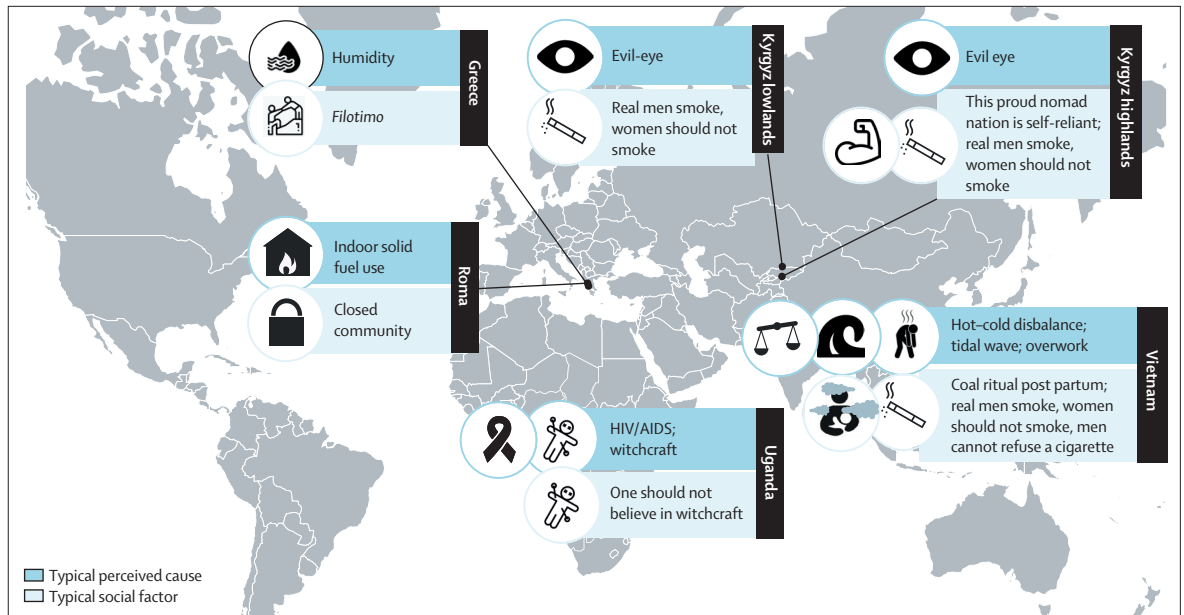 Greece
Humidity
Filotimo
Kyrgyz lowlands
Evil-eye
Real men smoke,
women should not
smoke
Kyrgyz highlands
Evil eye
This proud nomad
nation is self-reliant;
real men smoke,
women should not
smoke
Roma
Indoor solid
fuel use
Closed
community
Vietnam
Hot–cold disbalance;
tidal wave; overwork
Coal ritual post partum;
real men smoke, women
should not smoke, men
cannot refuse a cigarette
Uganda
HIV/AIDS;
witchcraft
One should not
believe in witchcraft
Typical perceived cause
Typical social factor